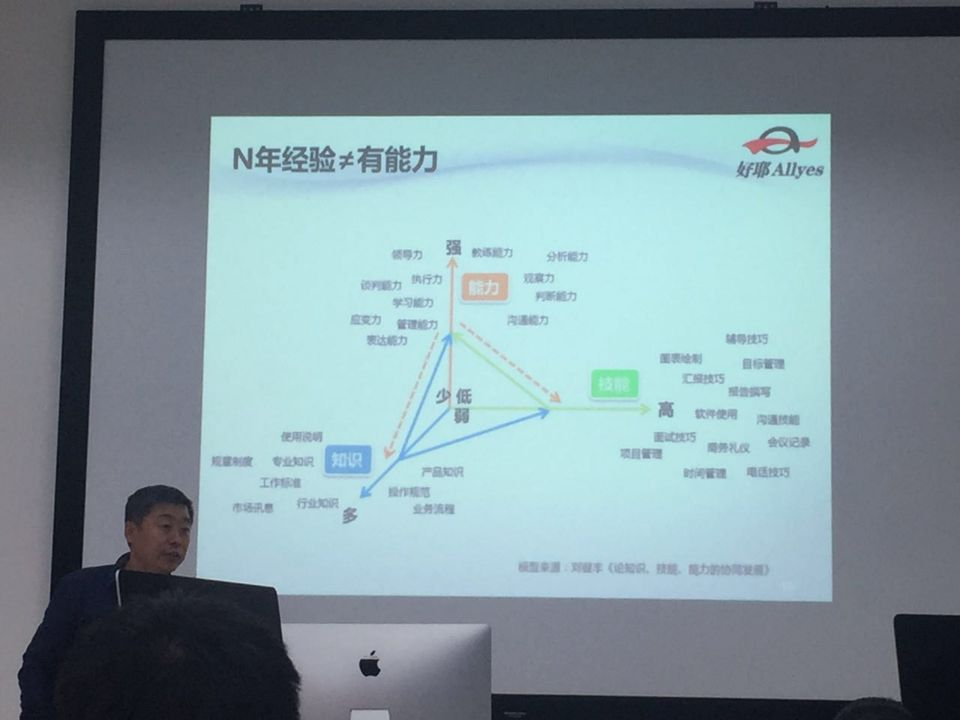 N年经验≠有能力
好耶 Allyes
强
领导力
教练能力
分析能力
谈判能力
执行力
能力
观察力
学习能力
判断能力
应变力
管理能力
沟通能力
表达能力
辅导技巧
图表绘制
目标管理
技能
汇报技巧
报告撰写
少 低
弱
高
软件使用
沟通技能
面试技巧
商务礼仪
会议记录
项目管理
时间管理
电话技巧
使用说明
规章制度
专业知识
知识
工作标准
产品知识
市场讯息
行业知识
操作规范
多
业务流程
模型来源：《论知识、技能、能力的协同发展》